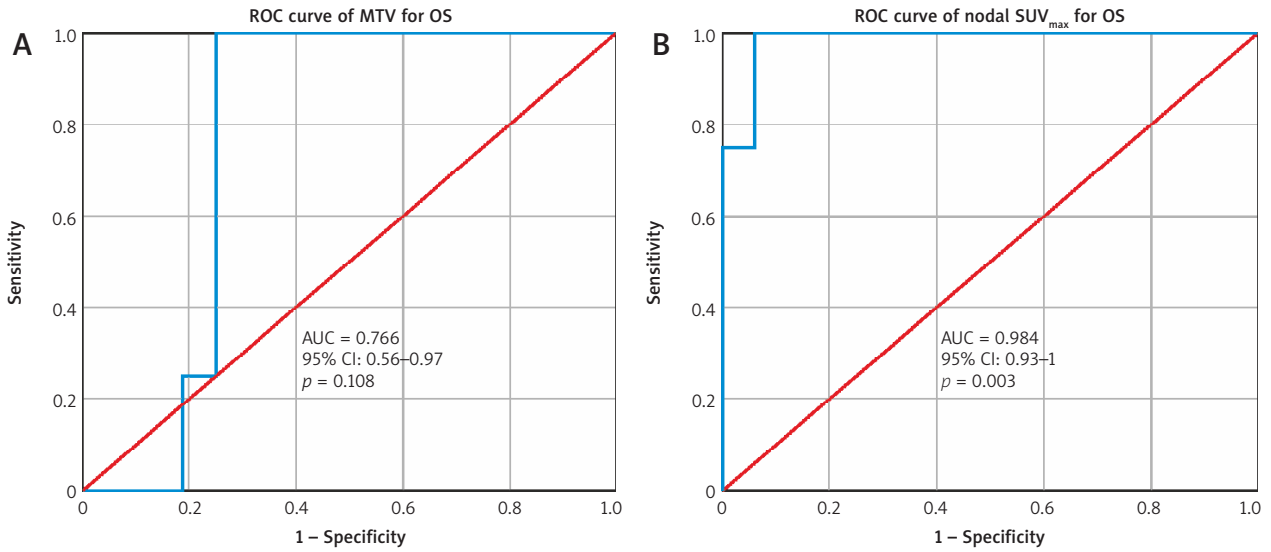 ROC curve of MTV for OS
A
1.0
0.8
0.6
0.4
0.2
0
Sensitivity
AUC = 0.766
95% CI: 0.56–0.97
p = 0.108
0 0.2 0.4 0.6 0.8 1.0
1 – Specificity
ROC curve of nodal SUVmax for OS
B
1.0
0.8
0.6
0.4
0.2
0
Sensitivity
AUC = 0.984
95% CI: 0.93–1
p = 0.003
0 0.2 0.4 0.6 0.8 1.0
1 – Specificity